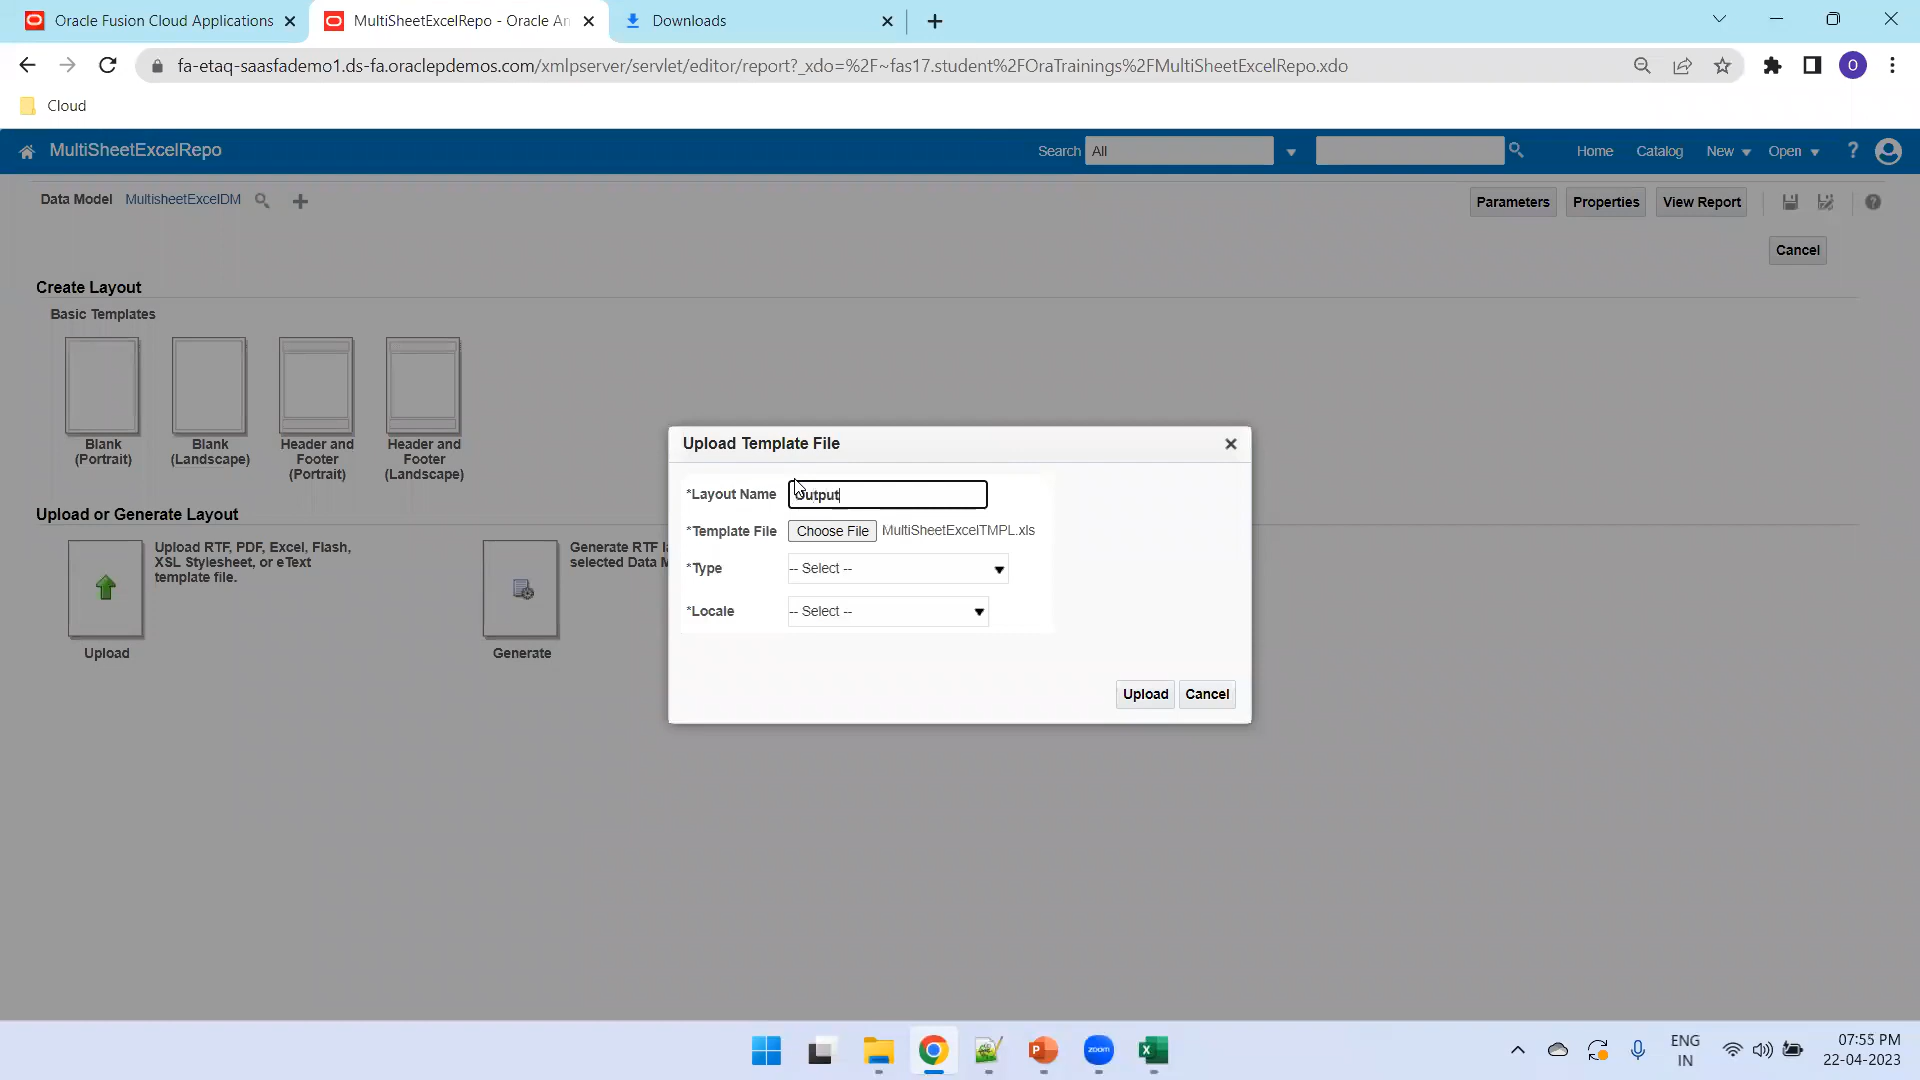 Oracle Fusion Cloud Applications
MultiSheetExcelRepo - Oracle An
Downloads
fa-etaq-saasfademo1.ds-fa.oraclepdemos.com/xmlpserver/servlet/editor/report?_xdo=%2F~fas17.student%2FOraTrainings%2FMultiSheetExcelRepo.xdo
O
Cloud
MultiSheetExcelRepo
Search All
Home Catalog New Open ?
Data Model MultisheetExcelDM
Parameters Properties View Report
Cancel
Create Layout
Basic Templates
Blank (Portrait)
Blank (Landscape)
Header and Footer (Portrait)
Header and Footer (Landscape)
Upload or Generate Layout
Upload RTF, PDF, Excel, Flash,
XSL Stylesheet, or eText
template file.
Upload
Generate RTF l
selected Data M
Generate
Upload Template File
*Layout Name Output
*Template File Choose File MultiSheetExcelTMPL.xls
*Type -- Select --
*Locale -- Select --
Upload Cancel
zoom
ENG
IN
07:55 PM
22-04-2023